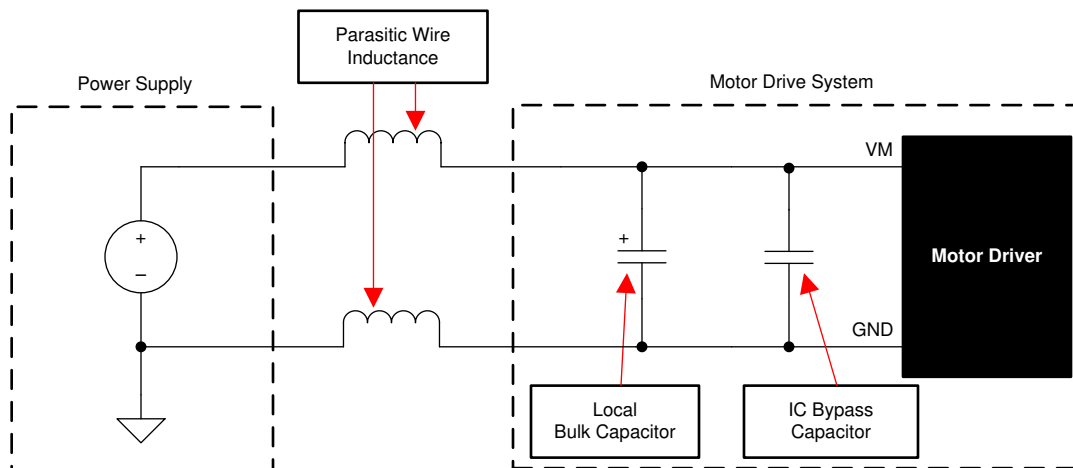 Parasitic Wire
Inductance
Power Supply
Motor Drive System
VM
+
–
+
Motor Driver
GND
Local
Bulk Capacitor
IC Bypass
Capacitor